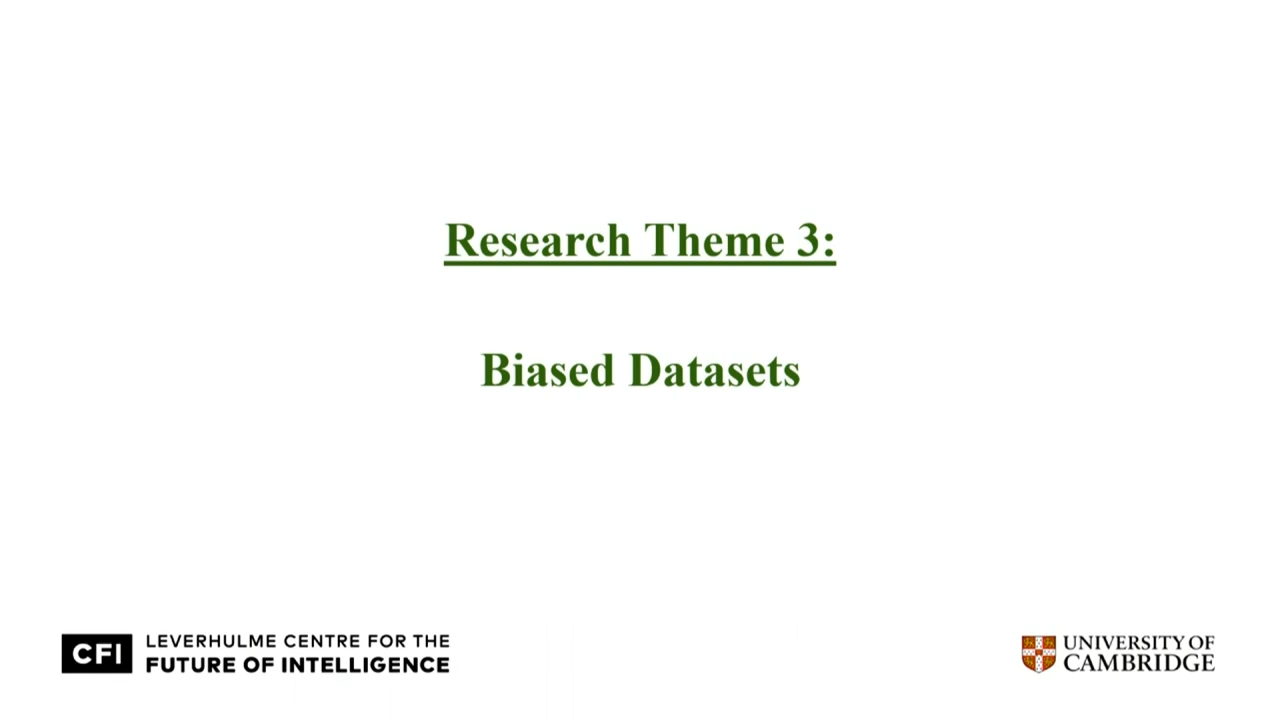 Research Theme 3:
Biased Datasets
CFI
LEVERHULME CENTRE FOR THE
FUTURE OF INTELLIGENCE
UNIVERSITY OF
CAMBRIDGE